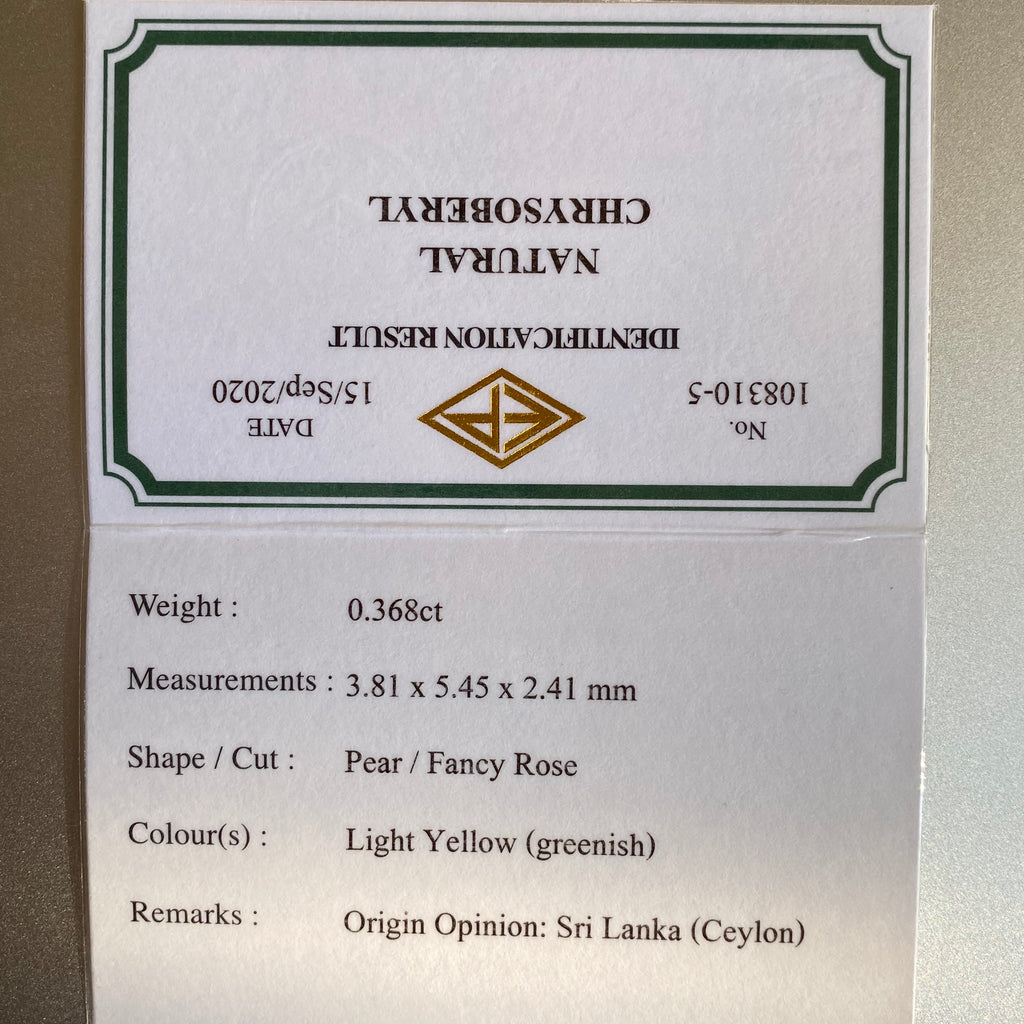 No.
108310-5
DATE
15/Sep/2020
IDENTIFICATION RESULT
NATURAL
CHRYSOBERYL
Weight : 0.368ct
Measurements : 3.81 x 5.45 x 2.41 mm
Shape / Cut : Pear / Fancy Rose
Colour(s) : Light Yellow (greenish)
Remarks : Origin Opinion: Sri Lanka (Ceylon)